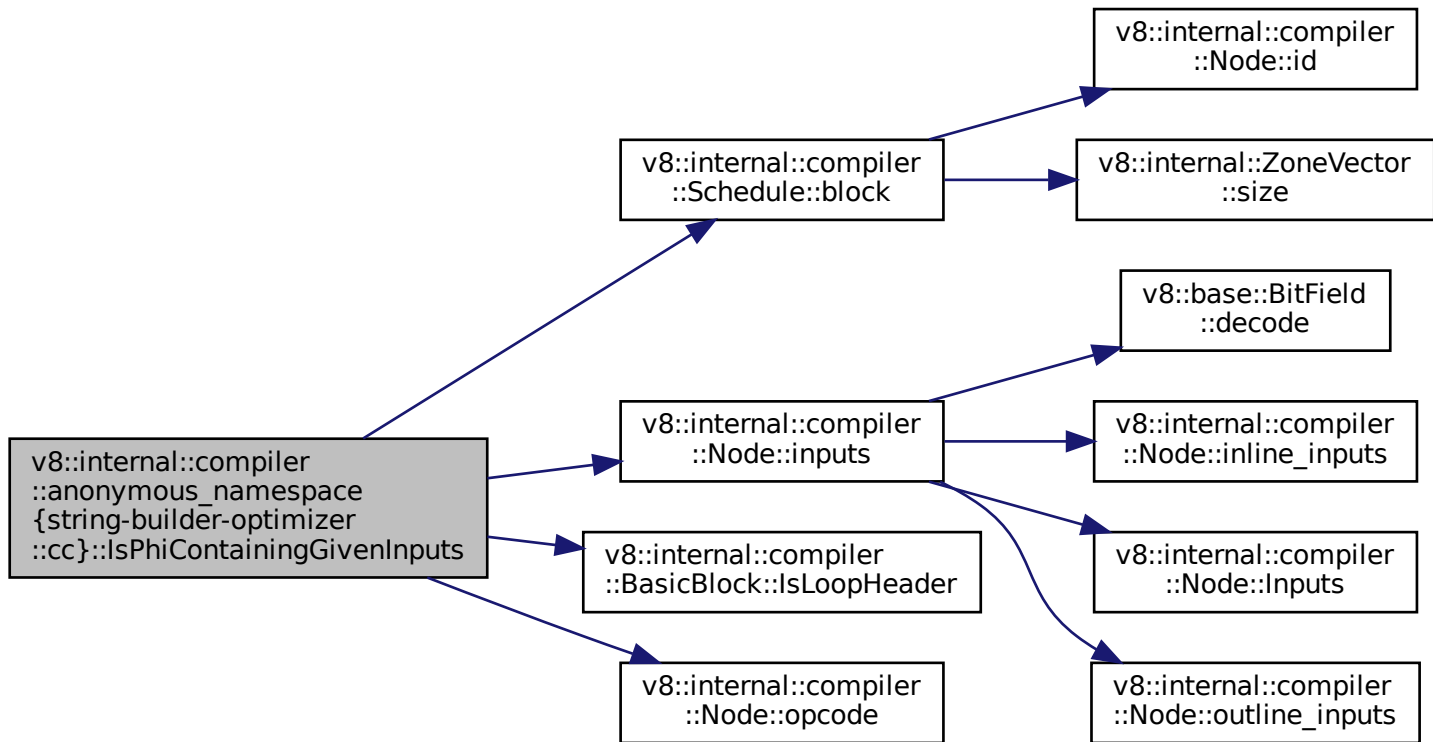 v8::internal::compiler
::Node::id
v8::internal::compiler
::Schedule::block
v8::internal::ZoneVector
::size
v8::base::BitField
::decode
v8::internal::compiler
::Node::inputs
v8::internal::compiler
::Node::inline_inputs
v8::internal::compiler
::anonymous_namespace
{string-builder-optimizer
::cc}::IsPhiContainingGivenInputs
v8::internal::compiler
::BasicBlock::IsLoopHeader
v8::internal::compiler
::Node::Inputs
v8::internal::compiler
::Node::opcode
v8::internal::compiler
::Node::outline_inputs